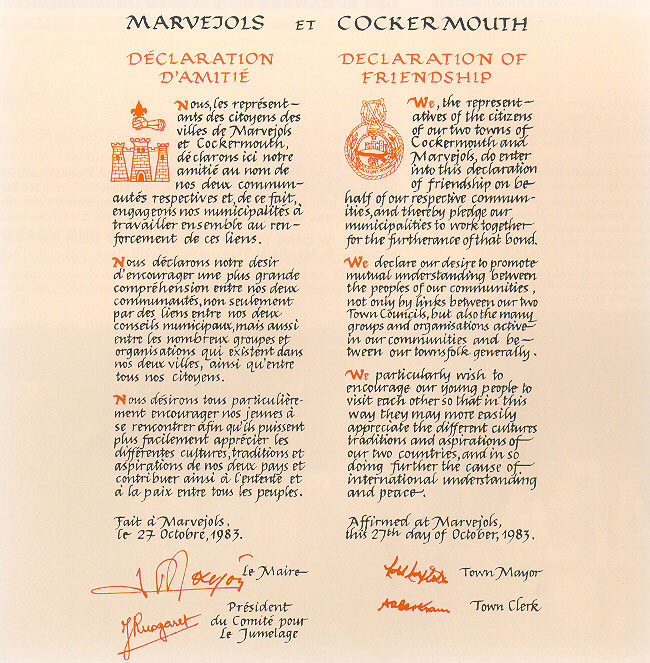 MARVEJOLS ET COCKERMOUTH
DÉCLARATION
D'AMITIÉ
Nous, les représent-
ants des citoyens des
villes de Marvejols
et Cockermouth,
déclarons ici notre
amitié au nom de
nos deux commun-
autés respectives et, de ce fait,
engageons nos municipalités à
travailler ensemble au ren-
forcement de ces liens.
Nous déclarons notre désir
d'encourager une plus grande
compréhension entre nos deux
communautés, non seulement
par des liens entre nos deux
conseils municipaux, mais aussi
entre les nombreux groupes et
organisations qui existent dans
nos deux villes, ainsi qu'entre
tous nos citoyens.
Nous désirons tous particulière-
ment encourager nos jeunes à
se rencontrer afin qu'ils puissent
plus facilement apprécier les
différentes cultures, traditions et
aspirations de nos deux pays et
contribuer ainsi à l'entente et
à la paix entre tous les peuples.
Fait à Marvejols,
le 27 Octobre, 1983.
Le Maire
Président
du Comité pour
Le Jumelage
DECLARATION OF
FRIENDSHIP
We, the represent-
atives of the citizens
of our two towns of
Cockermouth and
Marvejols, do enter
into this declaration
of friendship on be-
half of our respective commun-
ities, and thereby pledge our
municipalities to work together
for the furtherance of that bond.
We declare our desire to promote
mutual understanding between
the peoples of our communities,
not only by links between our two
Town Councils, but also the many
groups and organisations active
in our communities and be-
tween our townsfolk generally.
We particularly wish to
encourage our young people to
visit each other so that in this
way they may more easily
appreciate the different cultures
traditions and aspirations of
our two countries, and in so
doing further the cause of
international understanding
and peace.
Affirmed at Marvejols,
this 27th day of October, 1983.
Town Mayor
Town Clerk